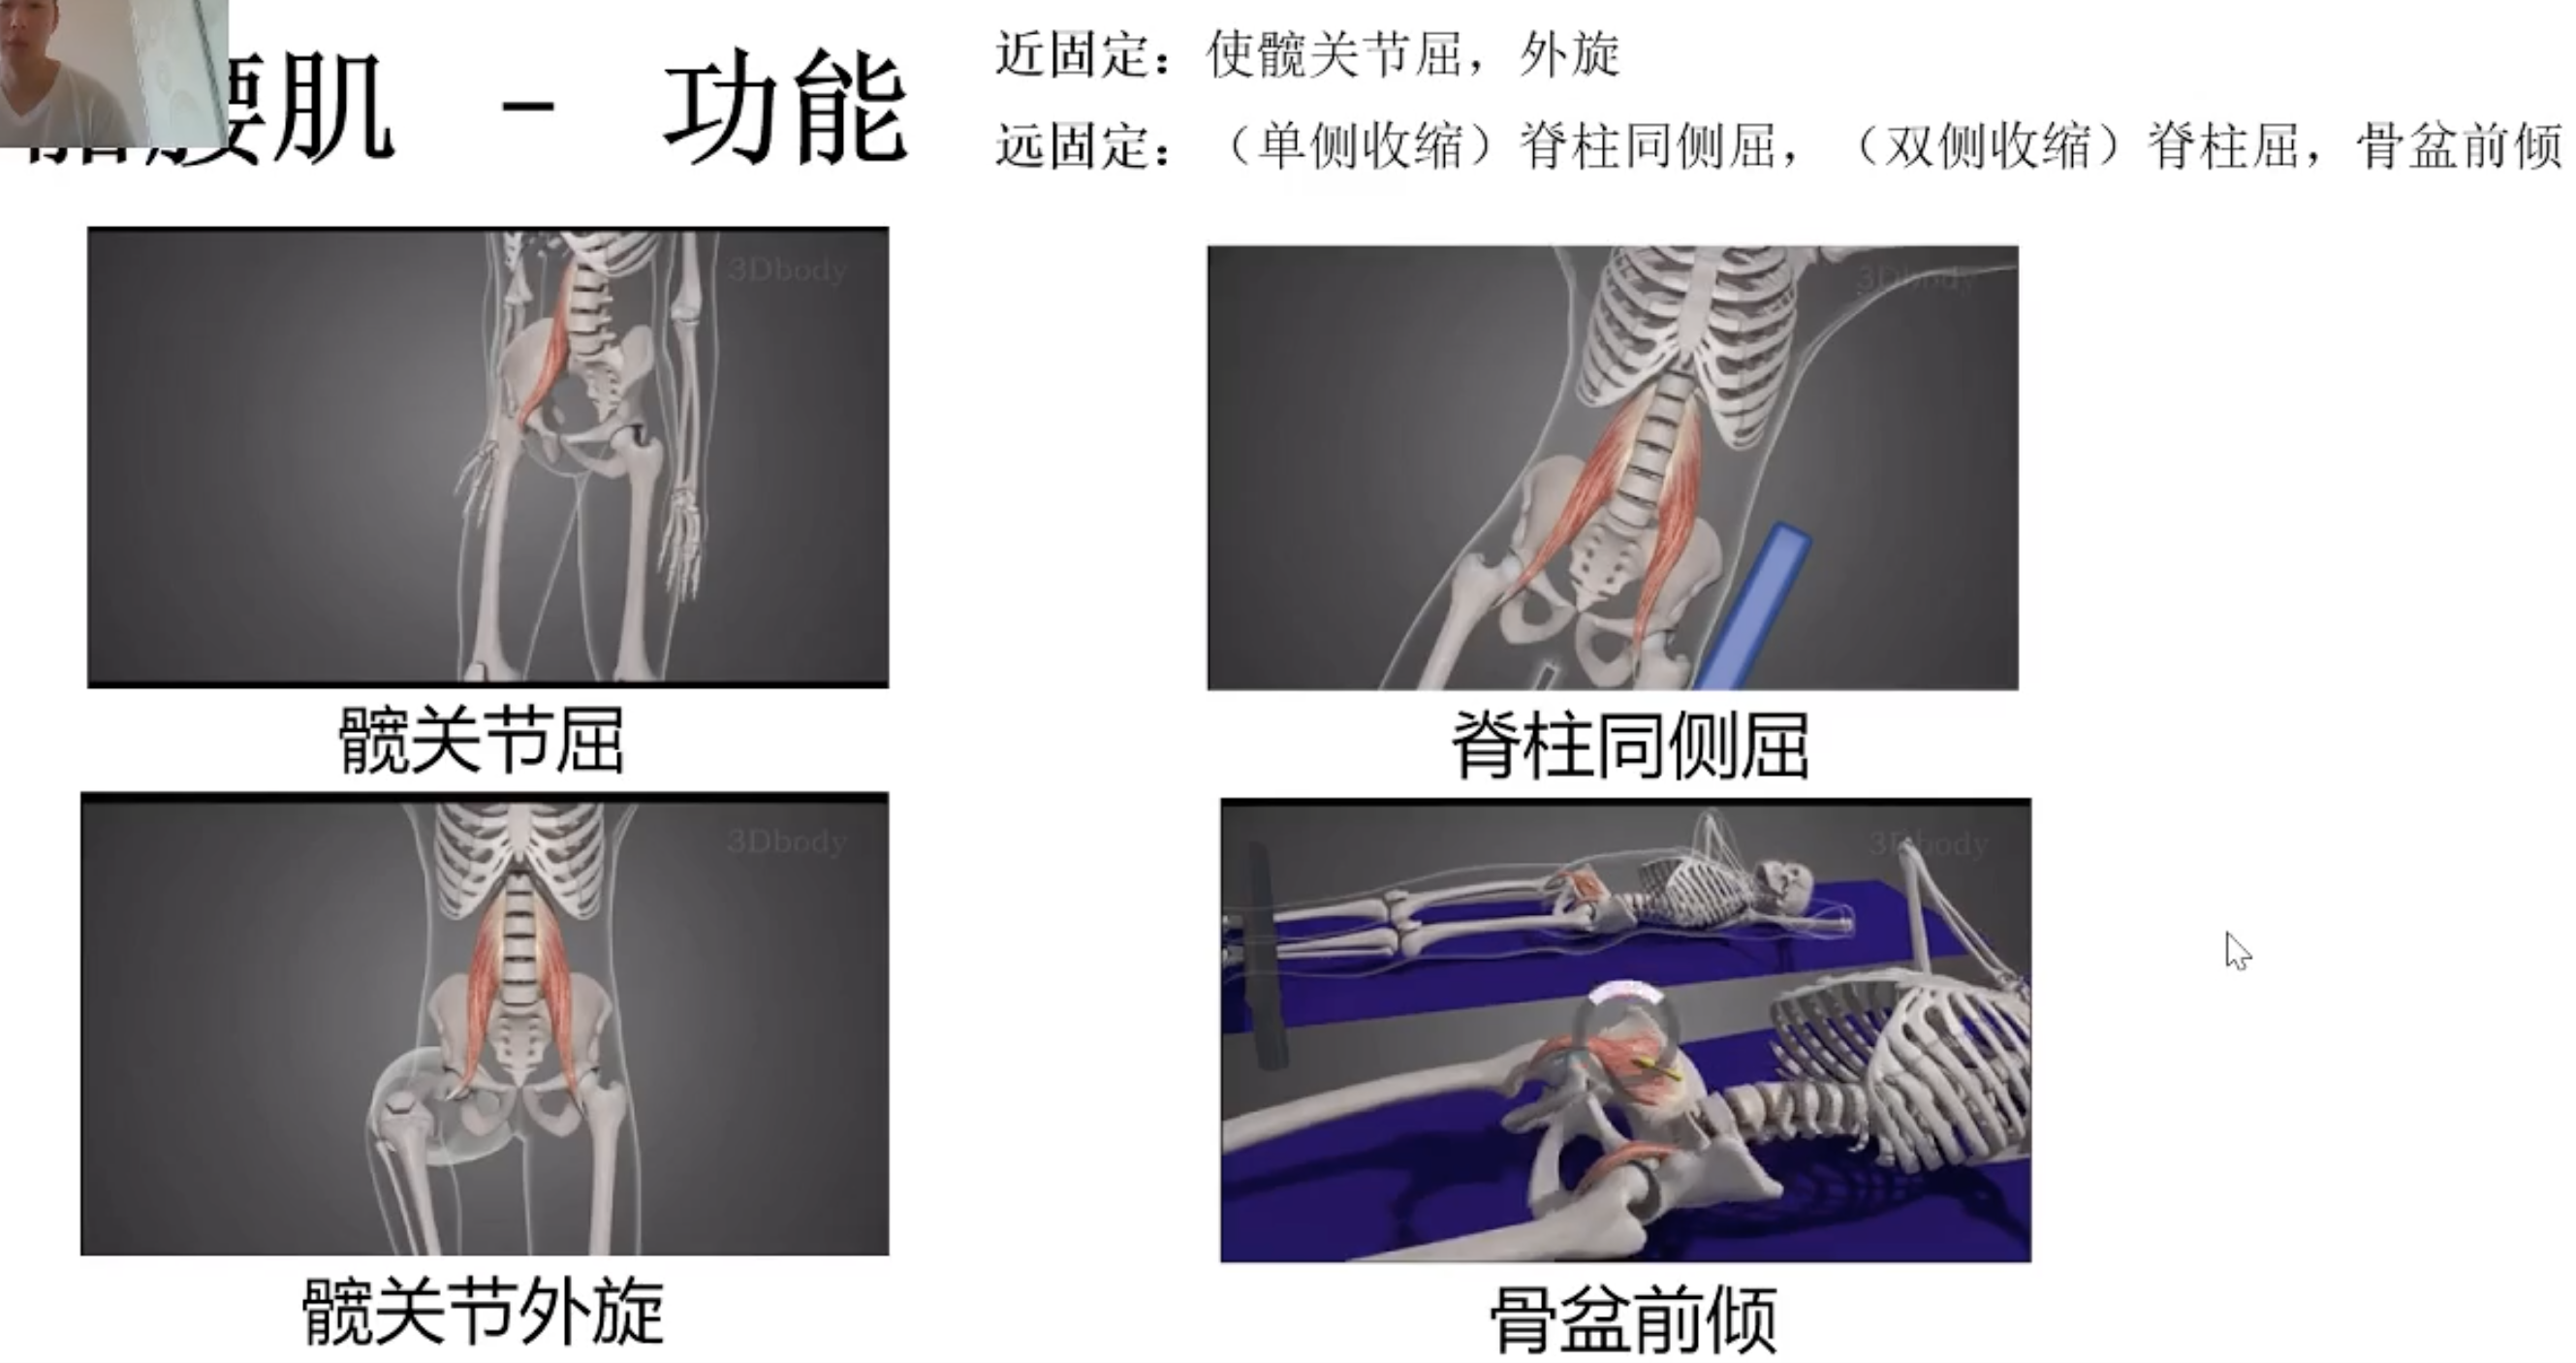 腰肌 - 功能
近固定：使髋关节屈，外旋
远固定：（单侧收缩）脊柱同侧屈，（双侧收缩）脊柱屈，骨盆前倾
3Dbody
3Dbody
髋关节屈
脊柱同侧屈
3Dbody
3Dbody
髋关节外旋
骨盆前倾